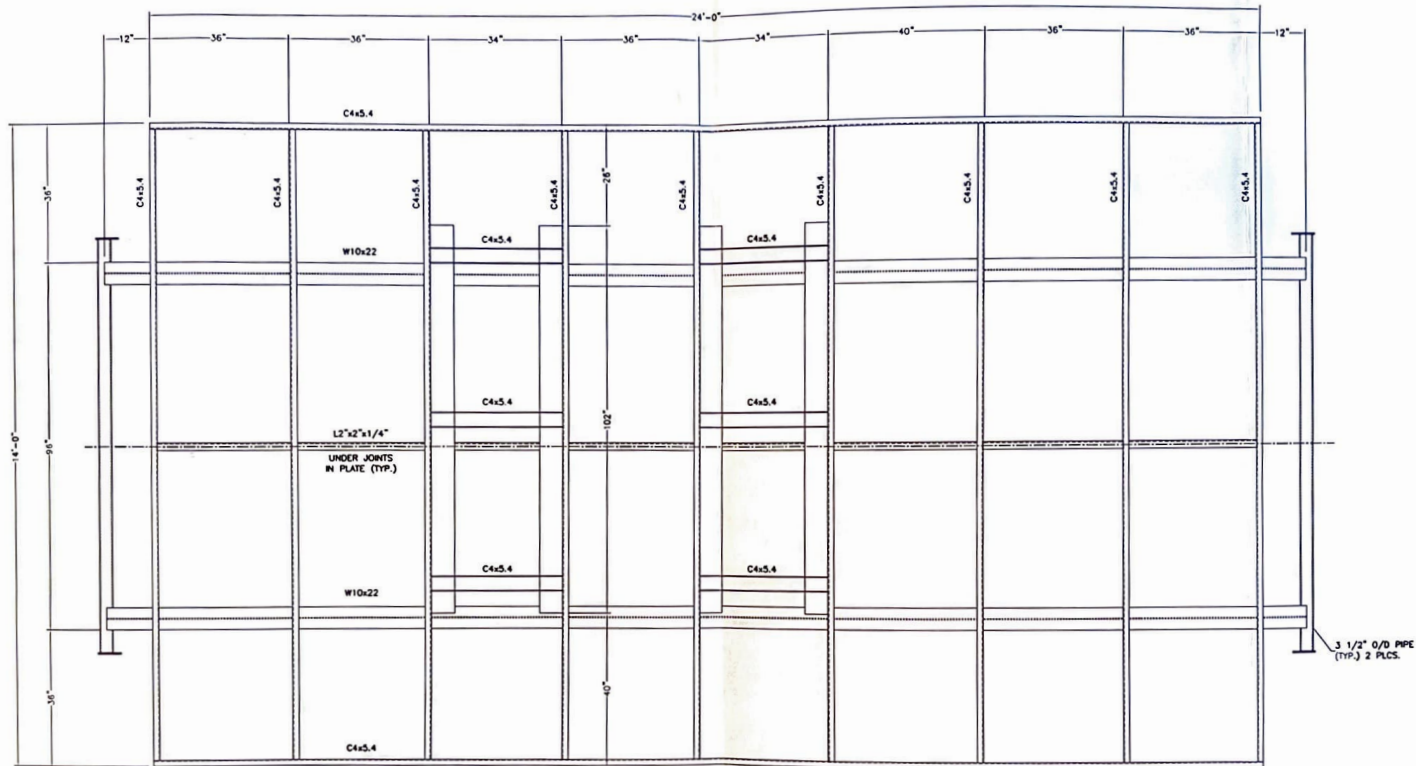 24'-0"
12"
36"
36"
34"
36"
34"
40"
36"
36"
12"
C4x5.4
C4x5.4
C4x5.4
C4x5.4
C4x5.4
C4x5.4
C4x5.4
C4x5.4
C4x5.4
C4x5.4
36"
W10x22
C4x5.4
C4x5.4
C4x5.4
C4x5.4
14'-0"
96"
102"
L2"x2"x1/4"
UNDER JOINTS
IN PLATE (TYP.)
W10x22
C4x5.4
C4x5.4
36"
40"
C4x5.4
3 1/2" O/D PIPE
(TYP.) 2 PLCS.